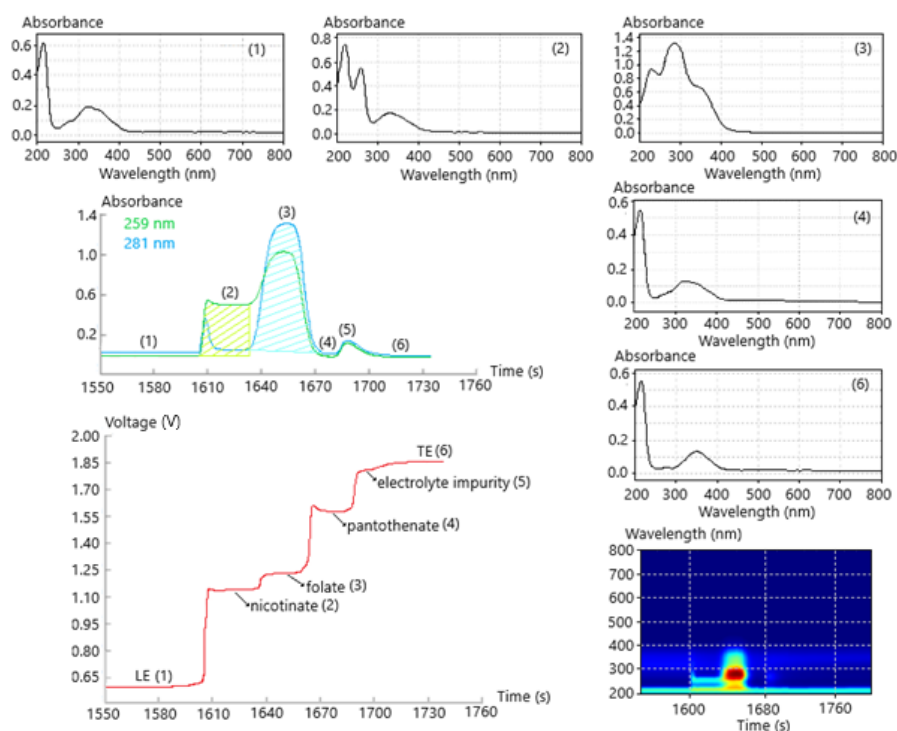 Absorbance
(1)
0.6
0.4
0.2
0.0
200 300 400 500 600 700 800
Wavelength (nm)
Absorbance
(2)
0.8
0.6
0.4
0.2
0.0
200 300 400 500 600 700 800
Wavelength (nm)
Absorbance
(3)
1.4
1.2
1.0
0.8
0.6
0.4
0.2
0.0
200 300 400 500 600 700 800
Wavelength (nm)
Absorbance
259 nm
281 nm
1.4
1.0
0.6
0.2
(1)
(2)
(3)
(4)
(5)
(6)
1550 1580 1610 1640 1670 1700 1730 1760
Time (s)
Absorbance
(4)
0.6
0.4
0.2
0.0
200 300 400 500 600 700 800
Wavelength (nm)
Absorbance
(6)
0.6
0.4
0.2
0.0
200 300 400 500 600 700 800
Wavelength (nm)
Voltage (V)
2.00
1.85
1.70
1.55
1.40
1.25
1.10
0.95
0.80
0.65
TE (6)
electrolyte impurity (5)
pantothenate (4)
folate (3)
nicotinate (2)
LE (1)
1550 1580 1610 1640 1670 1700 1730 1760
Time (s)
Wavelength (nm)
800
700
600
500
400
300
200
1600 1680 1760
Time (s)